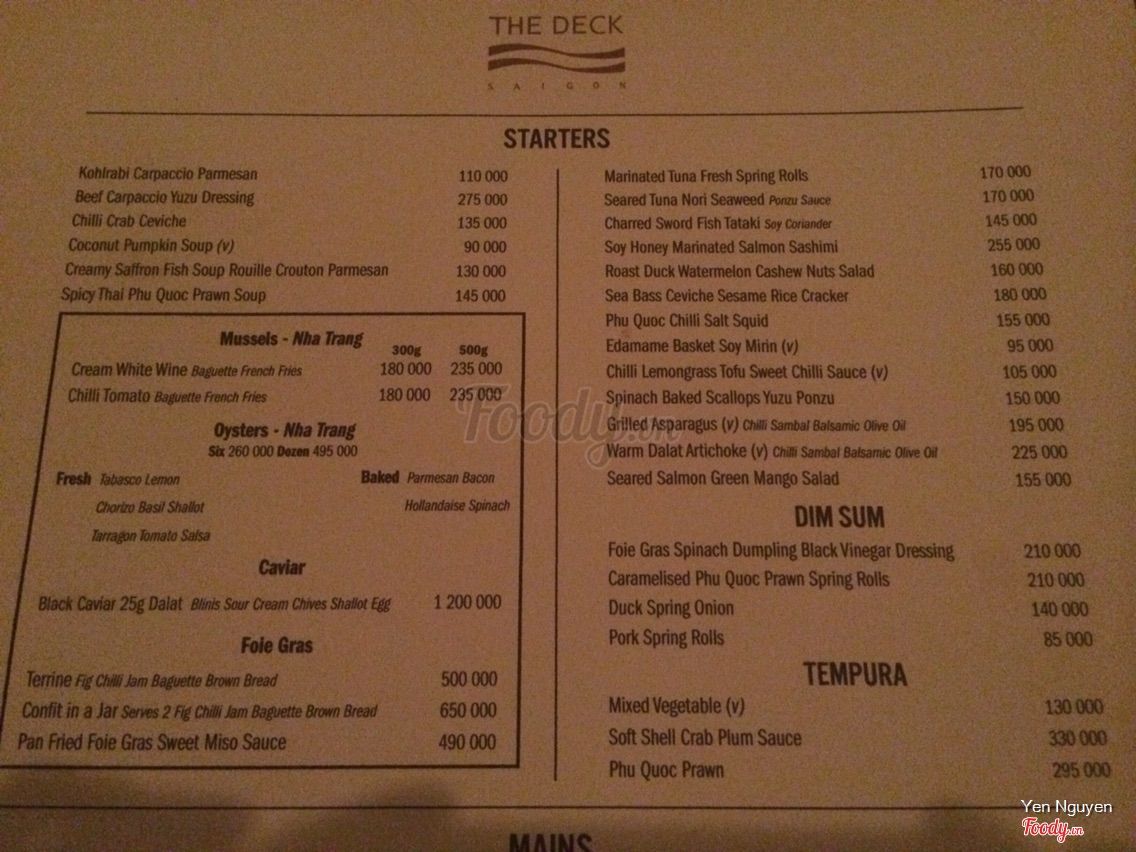 THE DECK
SAIGON
STARTERS
Kohlrabi Carpaccio Parmesan 110 000
Beef Carpaccio Yuzu Dressing 275 000
Chilli Crab Ceviche 135 000
Coconut Pumpkin Soup (v) 90 000
Creamy Saffron Fish Soup Rouille Crouton Parmesan 130 000
Spicy Thai Phu Quoc Prawn Soup 145 000
Mussels - Nha Trang
300g 500g
Cream White Wine Baguette French Fries 180 000 235 000
Chilli Tomato Baguette French Fries 180 000 235 000
Oysters - Nha Trang
Six 260 000 Dozen 495 000
Fresh Tabasco Lemon Baked Parmesan Bacon
Chorizo Basil Shallot Hollandaise Spinach
Tarragon Tomato Salsa
Caviar
Black Caviar 25g Dalat Blinis Sour Cream Chives Shallot Egg 1 200 000
Foie Gras
Terrine Fig Chilli Jam Baguette Brown Bread 500 000
Confit in a Jar Serves 2 Fig Chilli Jam Baguette Brown Bread 650 000
Pan Fried Foie Gras Sweet Miso Sauce 490 000
Marinated Tuna Fresh Spring Rolls 170 000
Seared Tuna Nori Seaweed Ponzu Sauce 170 000
Charred Sword Fish Tataki Soy Coriander 145 000
Soy Honey Marinated Salmon Sashimi 255 000
Roast Duck Watermelon Cashew Nuts Salad 160 000
Sea Bass Ceviche Sesame Rice Cracker 180 000
Phu Quoc Chilli Salt Squid 155 000
Edamame Basket Soy Mirin (v) 95 000
Chilli Lemongrass Tofu Sweet Chilli Sauce (v) 105 000
Spinach Baked Scallops Yuzu Ponzu 150 000
Grilled Asparagus (v) Chilli Sambal Balsamic Olive Oil 195 000
Warm Dalat Artichoke (v) Chilli Sambal Balsamic Olive Oil 225 000
Seared Salmon Green Mango Salad 155 000
DIM SUM
Foie Gras Spinach Dumpling Black Vinegar Dressing 210 000
Caramelised Phu Quoc Prawn Spring Rolls 210 000
Duck Spring Onion 140 000
Pork Spring Rolls 85 000
TEMPURA
Mixed Vegetable (v) 130 000
Soft Shell Crab Plum Sauce 330 000
Phu Quoc Prawn 295 000
MAINS
Foody.vn
Yen Nguyen
Foody.vn